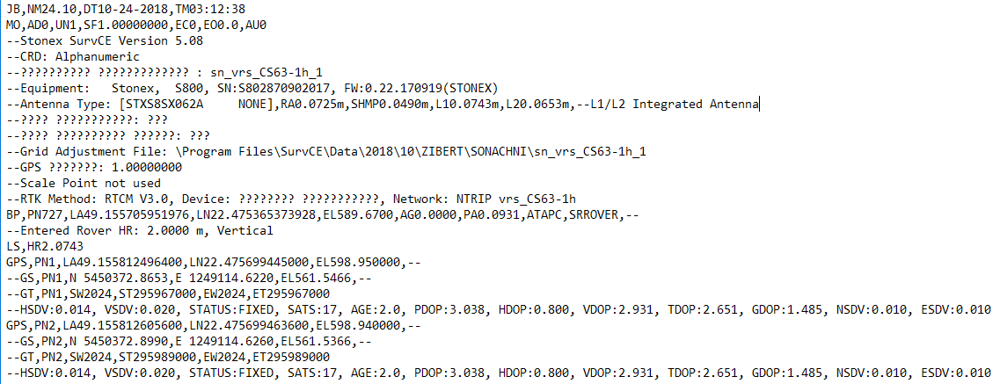 JB,NM24.10,DT10-24-2018,TM03:12:38
MO,AD0,UN1,SF1.00000000,EC0,EO0.0,AU0
--Stonex SurvCE Version 5.08
--CRD: Alphanumeric
--?????????? ????????????? : sn_vrs_CS63-1h_1
--Equipment:   Stonex,  S800, SN:S802870902017, FW:0.22.170919(STONEX)
--Antenna Type: [STXS8SX062A     NONE],RA0.0725m,SHMP0.0490m,L10.0743m,L20.0653m,--L1/L2 Integrated Antenna
--???? ???????????: ???
--???? ?????????? ??????: ???
--Grid Adjustment File: \Program Files\SurvCE\Data\2018\10\ZIBERT\SONACHNI\sn_vrs_CS63-1h_1
--GPS ???????: 1.00000000
--Scale Point not used
--RTK Method: RTCM V3.0, Device: ???????? ???????????, Network: NTRIP vrs_CS63-1h
BP,PN727,LA49.155705951976,LN22.475365373928,EL589.6700,AG0.0000,PA0.0931,ATAPC,SRROVER,--
--Entered Rover HR: 2.0000 m, Vertical
LS,HR2.0743
GPS,PN1,LA49.155812496400,LN22.475699445000,EL598.950000,--
--GS,PN1,N 5450372.8653,E 1249114.6220,EL561.5466,--
--GT,PN1,SW2024,ST295967000,EW2024,ET295967000
--HSDV:0.014, VSDV:0.020, STATUS:FIXED, SATS:17, AGE:2.0, PDOP:3.038, HDOP:0.800, VDOP:2.931, TDOP:2.651, GDOP:1.485, NSDV:0.010, ESDV:0.010
GPS,PN2,LA49.155812605600,LN22.475699463600,EL598.940000,--
--GS,PN2,N 5450372.8990,E 1249114.6260,EL561.5366,--
--GT,PN2,SW2024,ST295989000,EW2024,ET295989000
--HSDV:0.014, VSDV:0.020, STATUS:FIXED, SATS:17, AGE:2.0, PDOP:3.038, HDOP:0.800, VDOP:2.931, TDOP:2.651, GDOP:1.485, NSDV:0.010, ESDV:0.010